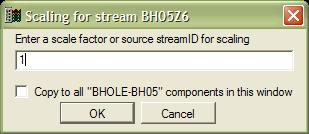 Scaling for stream BH05Z6
Enter a scale factor or source streamID for scaling
1
Copy to all "BHOLE-BH05" components in this window
OK Cancel